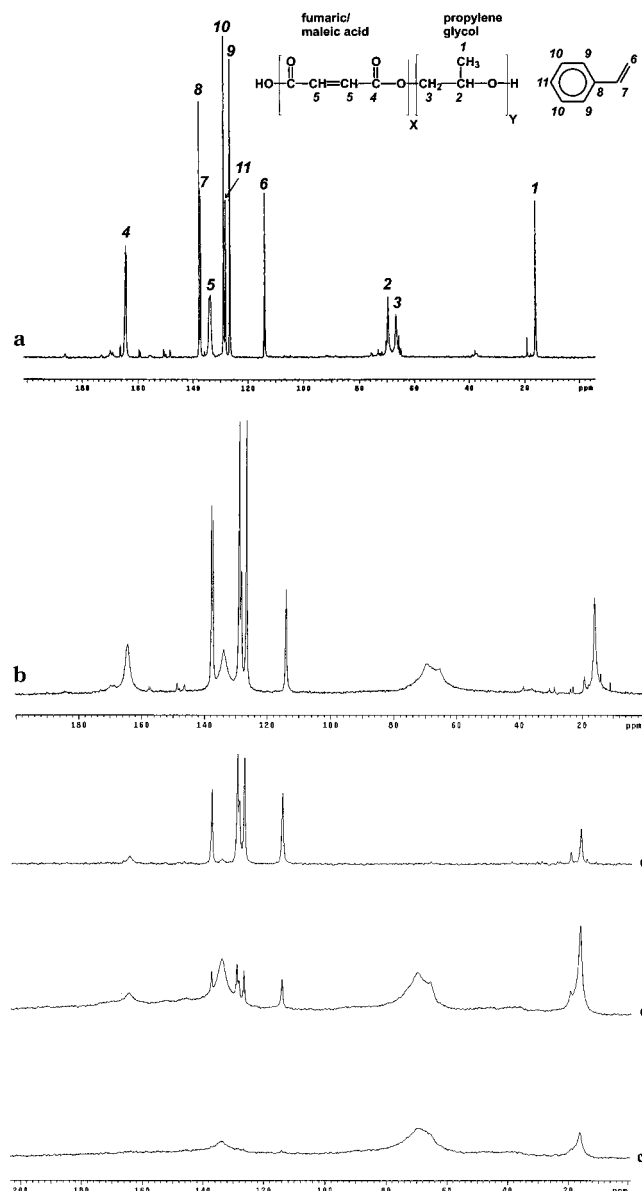 fumaric/ maleic acid
propylene glycol
1
CH₃
HO C CH=CH C O CH₂ CH O H
O O
5 5 4 3 2
X Y
10 9 6
11 8 7
10 9
10
9
8
7
11
6
4
5
2
3
1
a
180 160 140 120 100 80 60 40 20 ppm
b
180 160 140 120 100 80 60 40 20 ppm
200 180 160 140 120 100 80 60 40 20 ppm